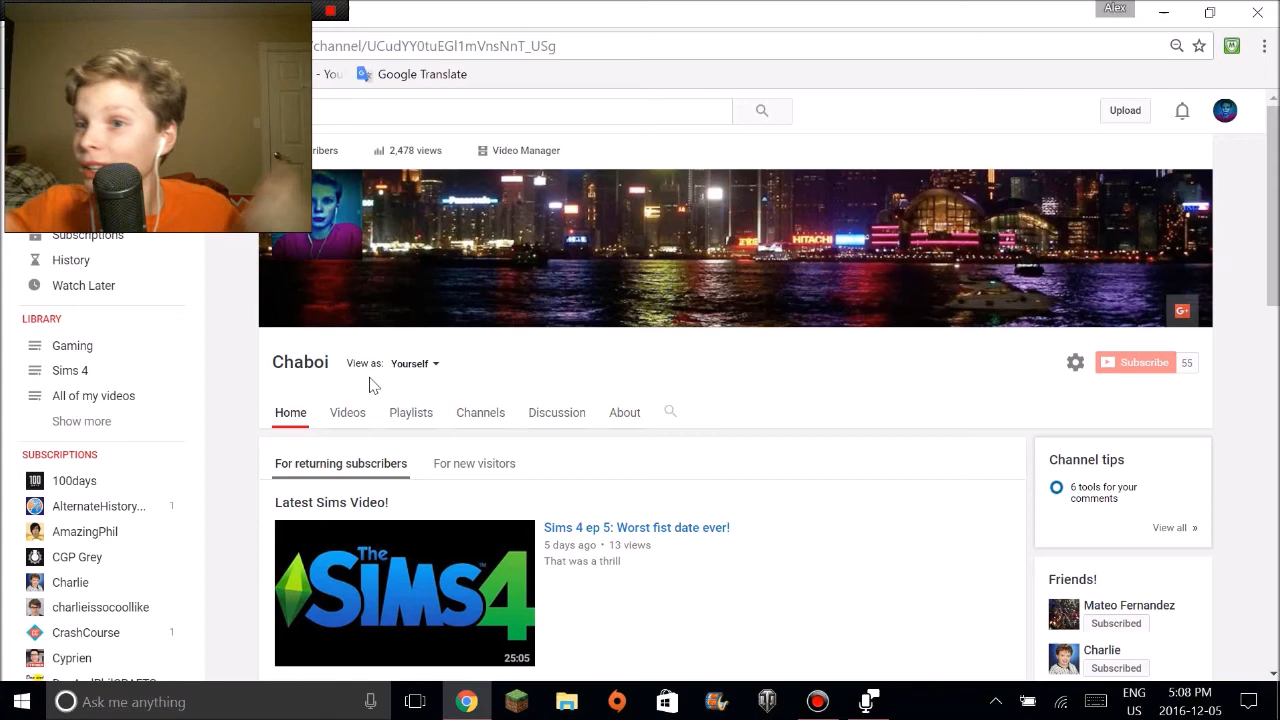 Alex
/channel/UCudYY0tuEGl1mVnsNnT_USg
- You
Google Translate
Upload
ibers
2,478 views
Video Manager
Panasonic
HITACHI
G+
Subscriptions
History
Watch Later
LIBRARY
Gaming
Sims 4
All of my videos
Show more
SUBSCRIPTIONS
100days
AlternateHistory... 1
AmazingPhil
CGP Grey
Charlie
charlieissocoollike
CrashCourse 1
Cyprien
Chaboi
View as: Yourself
Subscribe 55
Home Videos Playlists Channels Discussion About
For returning subscribers
For new visitors
Latest Sims Video!
The SIMS 4
25:05
Sims 4 ep 5: Worst fist date ever!
5 days ago • 13 views
That was a thrill
Channel tips
6 tools for your
comments
View all »
Friends!
Mateo Fernandez
Subscribed
Charlie
Subscribed
Ask me anything
ENG
US
5:08 PM
2016-12-05